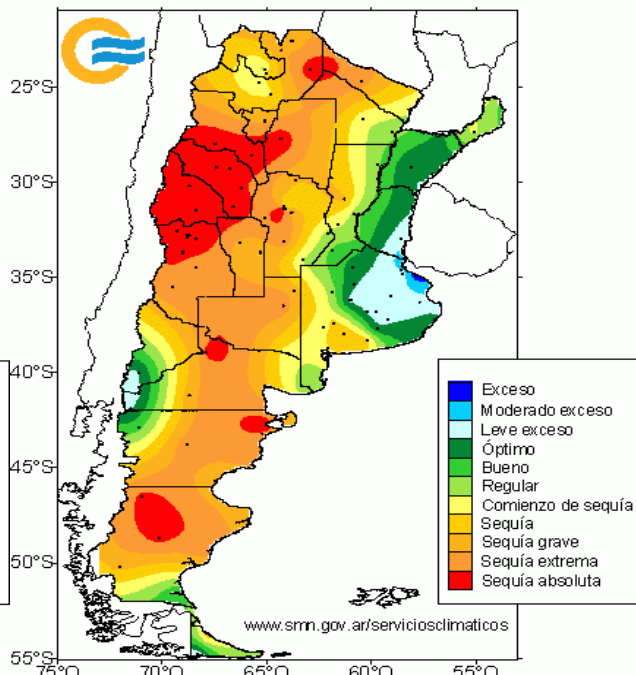 25°S
30°S
35°S
40°S
45°S
50°S
55°S
75°O
70°O
65°O
60°O
55°O
Exceso
Moderado exceso
Leve exceso
Óptimo
Bueno
Regular
Comienzo de sequía
Sequía
Sequía grave
Sequía extrema
Sequía absoluta
www.smn.gov.ar/serviciosclimaticos